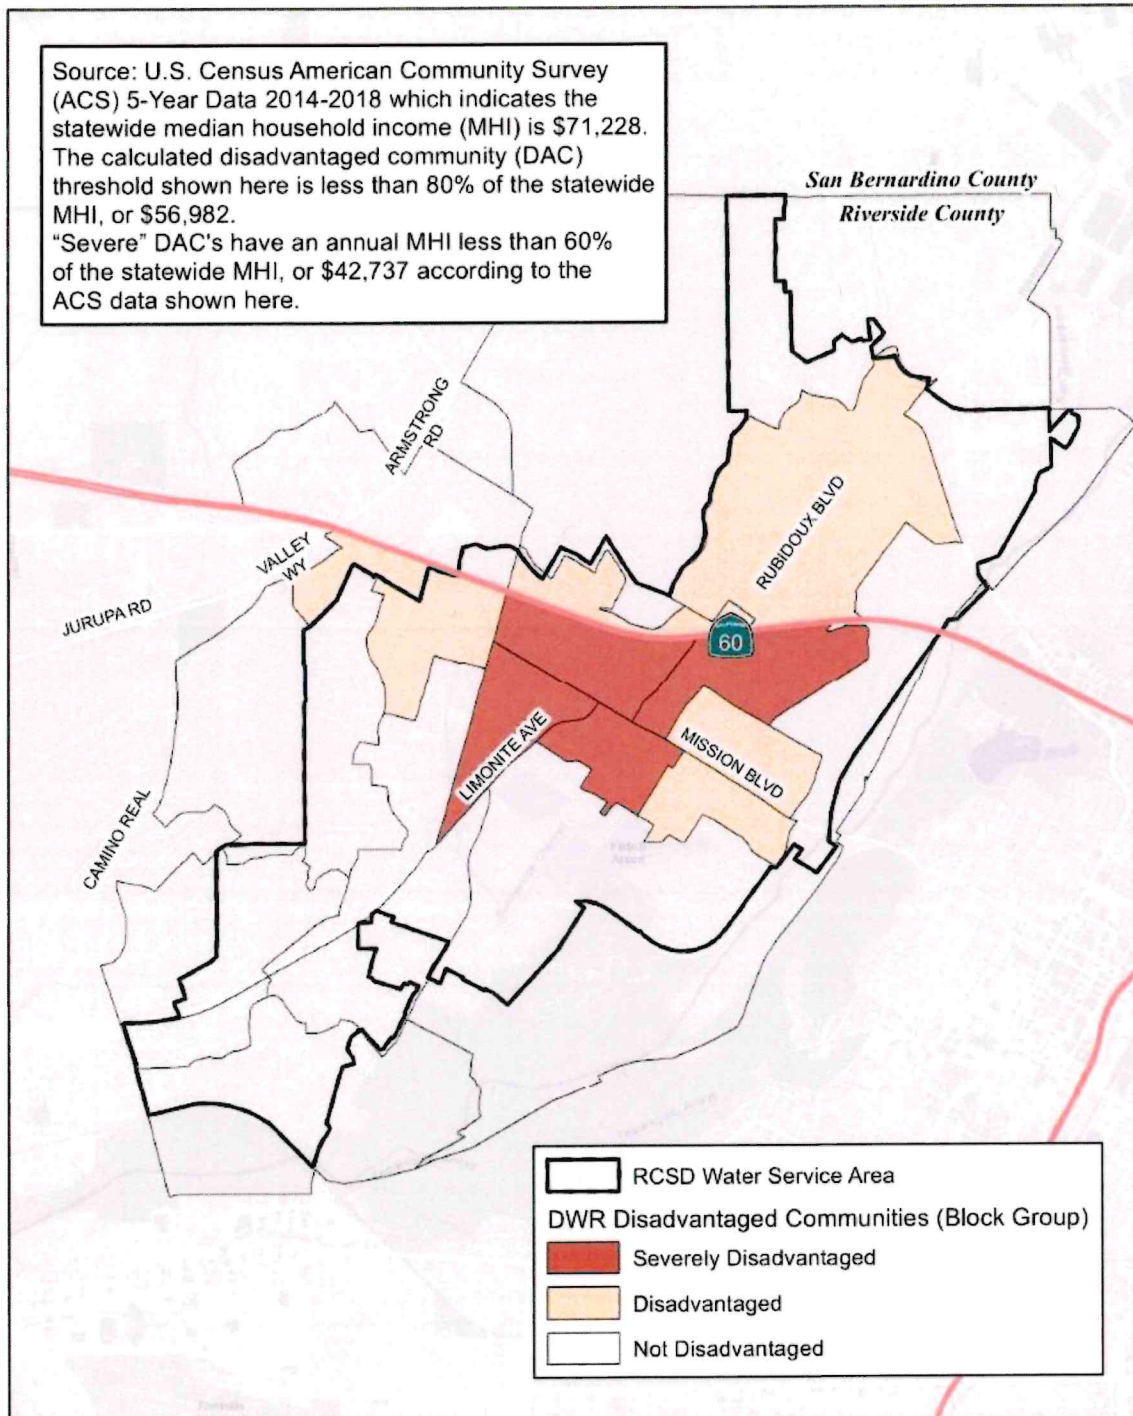 Source: U.S. Census American Community Survey
(ACS) 5-Year Data 2014-2018 which indicates the
statewide median household income (MHI) is $71,228.
The calculated disadvantaged community (DAC)
threshold shown here is less than 80% of the statewide
MHI, or $56,982.
“Severe” DAC's have an annual MHI less than 60%
of the statewide MHI, or $42,737 according to the
ACS data shown here.
San Bernardino County
Riverside County
ARMSTRONG
RD
RUBIDOUX BLVD
VALLEY
WY
JURUPA RD
60
LIMONITE AVE
MISSION BLVD
CAMINO REAL
RCSD Water Service Area
DWR Disadvantaged Communities (Block Group)
Severely Disadvantaged
Disadvantaged
Not Disadvantaged